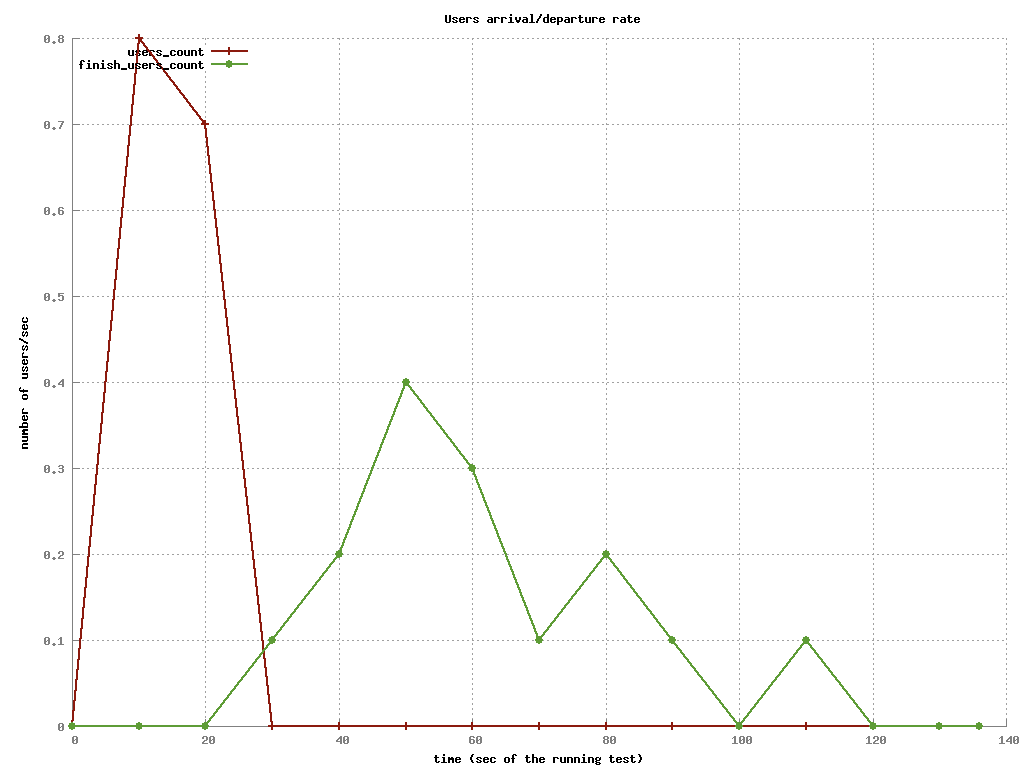 Users arrival/departure rate
0.8
users_count
finish_users_count
0.7
0.6
0.5
number of users/sec
0.4
0.3
0.2
0.1
0
0 20 40 60 80 100 120 140
time (sec of the running test)